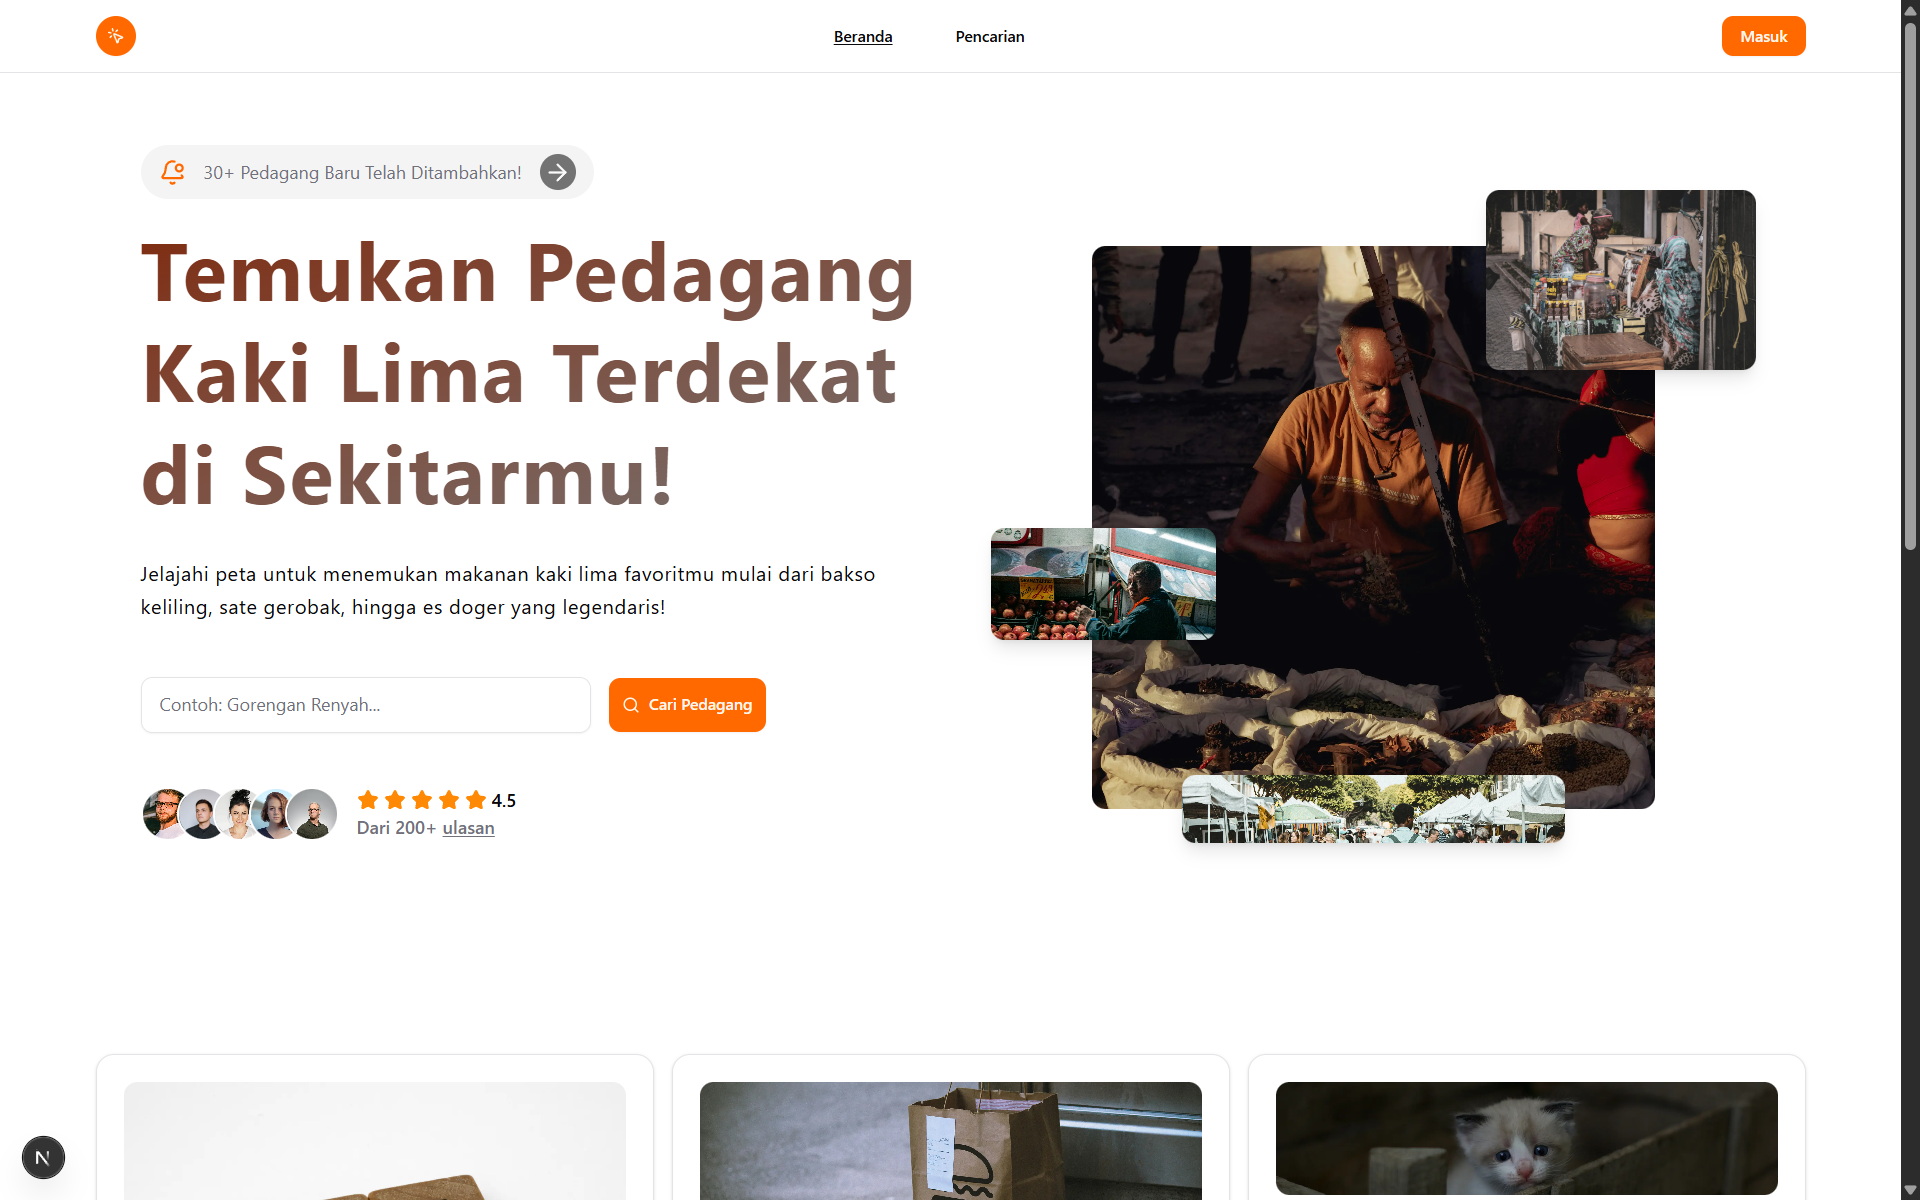 Beranda
Pencarian
Masuk
30+ Pedagang Baru Telah Ditambahkan!
Temukan Pedagang
Kaki Lima Terdekat
di Sekitarmu!
Jelajahi peta untuk menemukan makanan kaki lima favoritmu mulai dari bakso
keliling, sate gerobak, hingga es doger yang legendaris!
Contoh: Gorengan Renyah...
Cari Pedagang
4.5
Dari 200+ ulasan
N